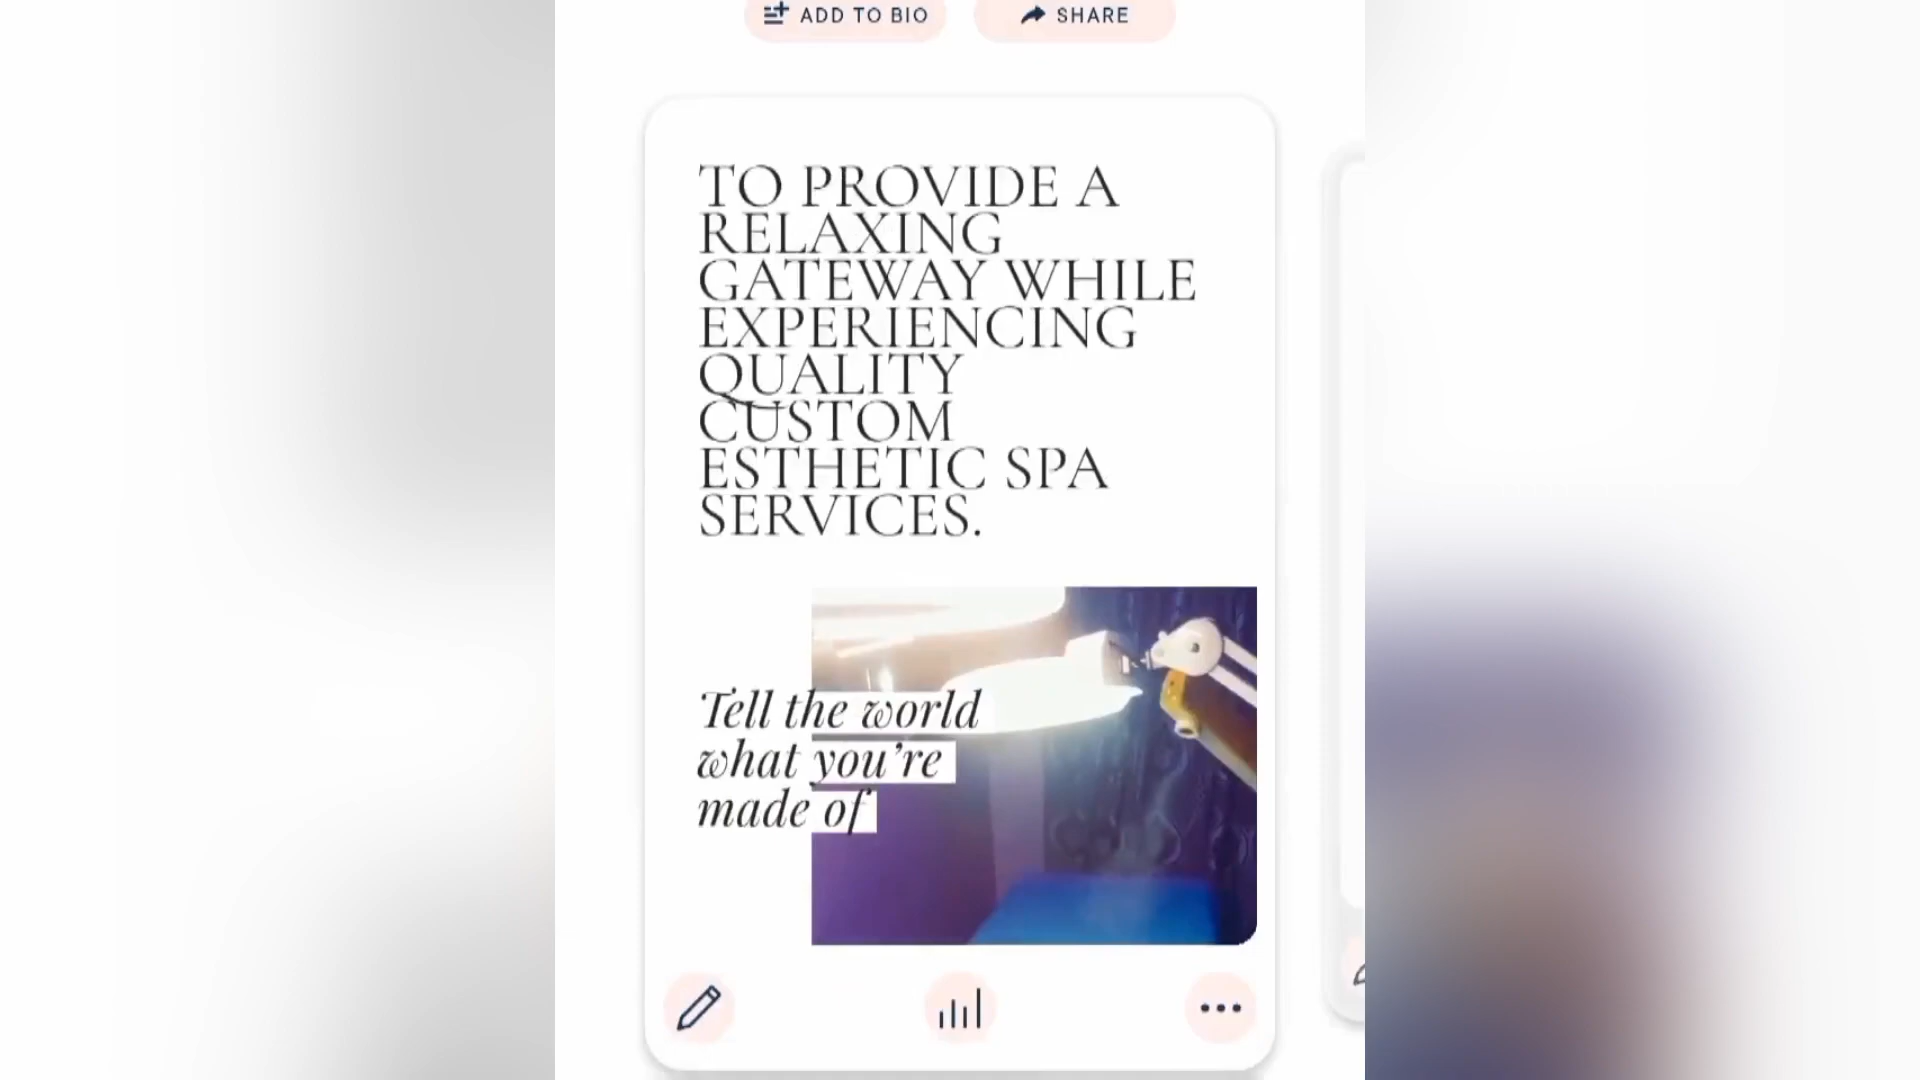 ADD TO BIO
SHARE
TO PROVIDE A
RELAXING
GATEWAY WHILE
EXPERIENCING
QUALITY
CUSTOM
ESTHETIC SPA
SERVICES.
Tell the world
what you're
made of